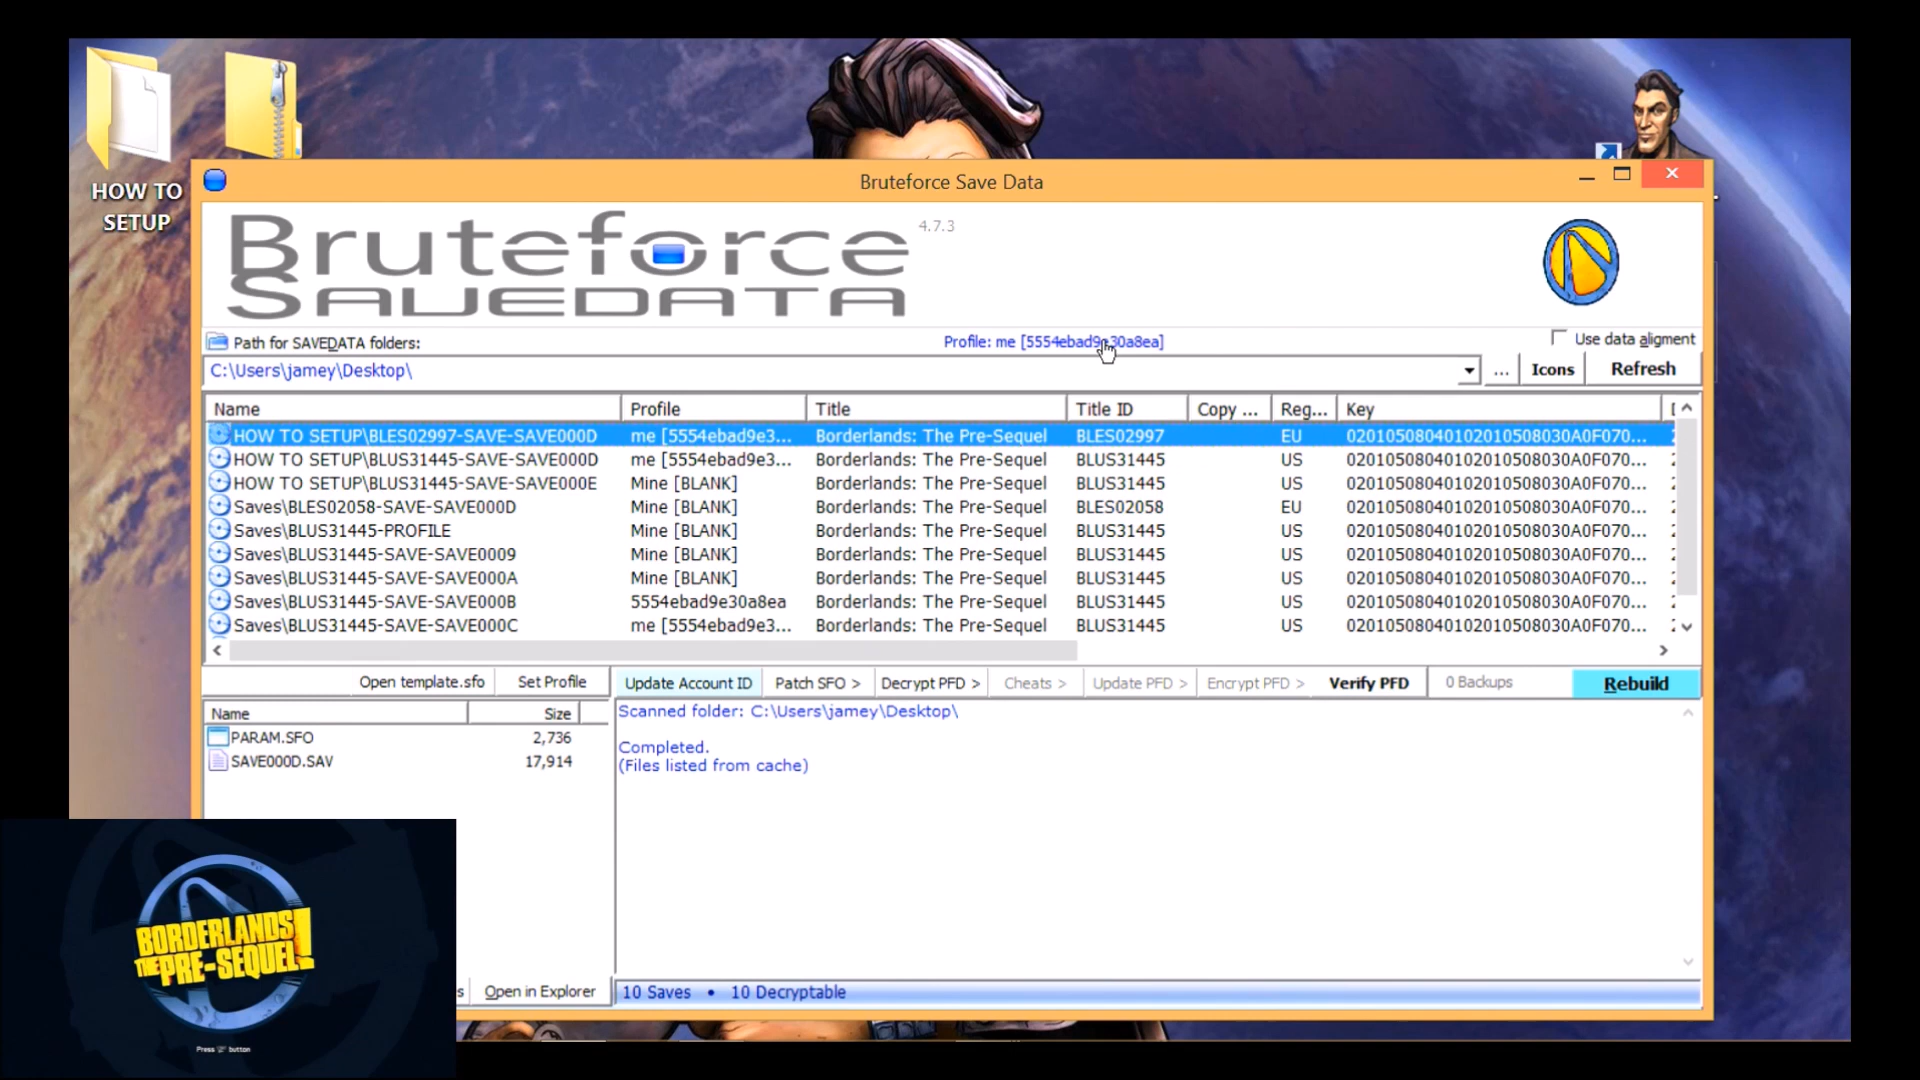 HOW TO
SETUP
Bruteforce Save Data
Bruteforce
SAVEDATA
4.7.3
Path for SAVEDATA folders:
Profile: me [5554ebad9e30a8ea]
Use data aligment
C:\Users\jamey\Desktop\
...
Icons
Refresh
Name Profile Title Title ID Copy ... Reg... Key
HOW TO SETUP\BLES02997-SAVE-SAVE000D me [5554ebad9e3... Borderlands: The Pre-Sequel BLES02997 EU 02010508040102010508030A0F070...
HOW TO SETUP\BLUS31445-SAVE-SAVE000D me [5554ebad9e3... Borderlands: The Pre-Sequel BLUS31445 US 02010508040102010508030A0F070...
HOW TO SETUP\BLUS31445-SAVE-SAVE000E Mine [BLANK] Borderlands: The Pre-Sequel BLUS31445 US 02010508040102010508030A0F070...
Saves\BLES02058-SAVE-SAVE000D Mine [BLANK] Borderlands: The Pre-Sequel BLES02058 EU 02010508040102010508030A0F070...
Saves\BLUS31445-PROFILE Mine [BLANK] Borderlands: The Pre-Sequel BLUS31445 US 02010508040102010508030A0F070...
Saves\BLUS31445-SAVE-SAVE0009 Mine [BLANK] Borderlands: The Pre-Sequel BLUS31445 US 02010508040102010508030A0F070...
Saves\BLUS31445-SAVE-SAVE000A Mine [BLANK] Borderlands: The Pre-Sequel BLUS31445 US 02010508040102010508030A0F070...
Saves\BLUS31445-SAVE-SAVE000B 5554ebad9e30a8ea Borderlands: The Pre-Sequel BLUS31445 US 02010508040102010508030A0F070...
Saves\BLUS31445-SAVE-SAVE000C me [5554ebad9e3... Borderlands: The Pre-Sequel BLUS31445 US 02010508040102010508030A0F070...
Open template.sfo Set Profile Update Account ID Patch SFO > Decrypt PFD > Cheats > Update PFD > Encrypt PFD > Verify PFD 0 Backups Rebuild
Name Size
PARAM.SFO 2,736
SAVE000D.SAV 17,914
Scanned folder: C:\Users\jamey\Desktop\
Completed.
(Files listed from cache)
BORDERLANDS
THE PRE-SEQUEL!
Press button
s Open in Explorer
10 Saves • 10 Decryptable